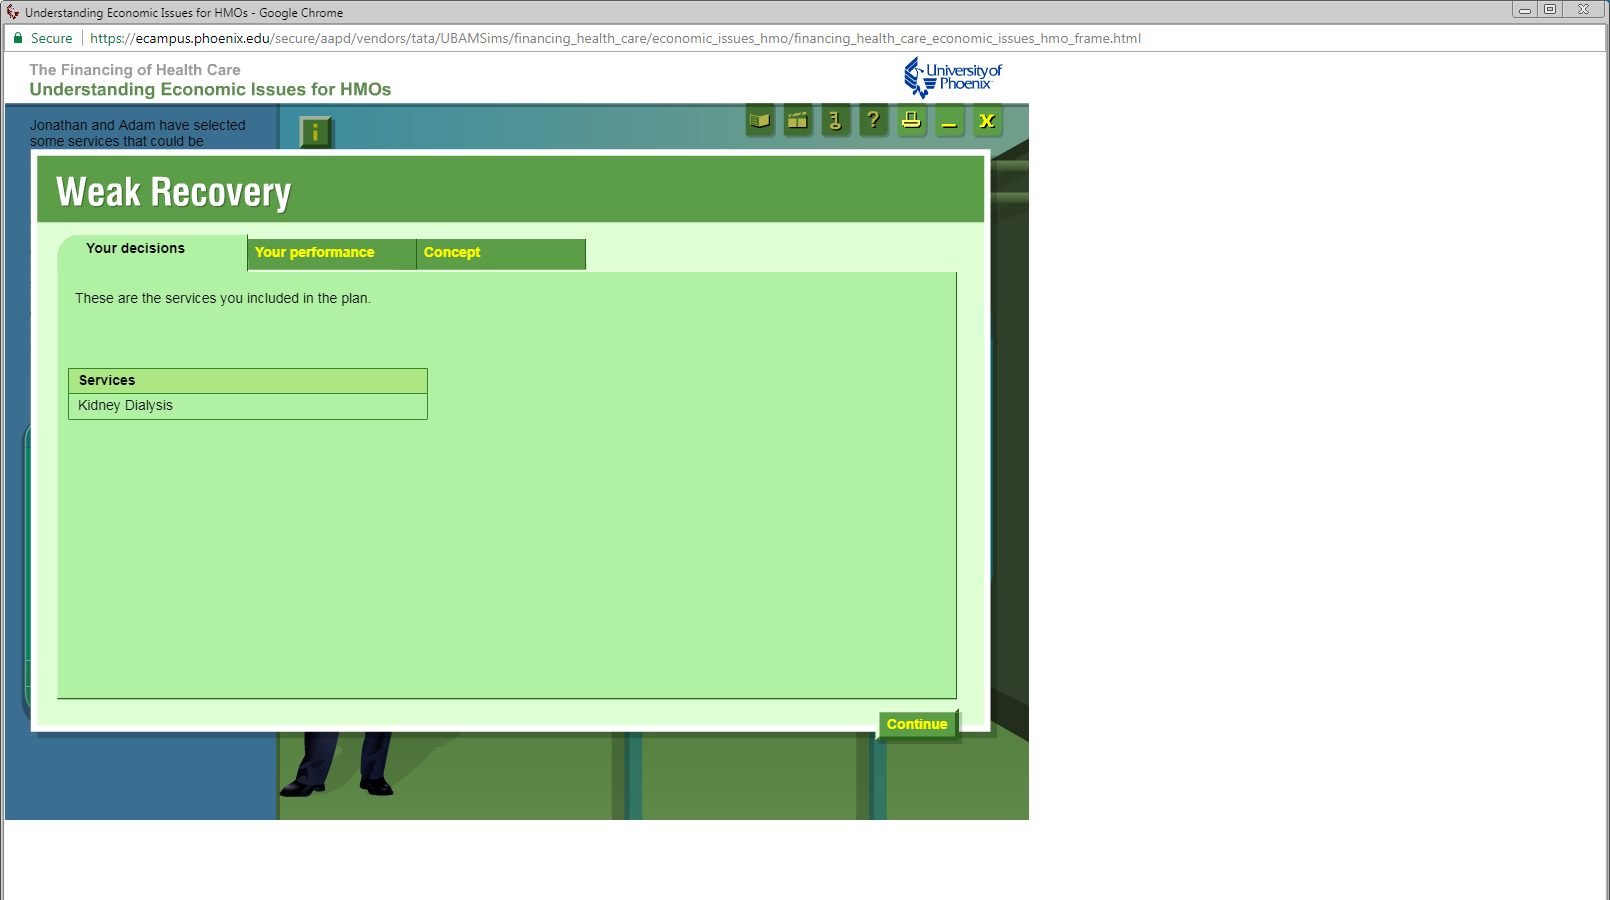 Understanding Economic Issues for HMOs - Google Chrome
Secure https://ecampus.phoenix.edu/secure/aapd/vendors/tata/UBAMSims/financing_health_care/economic_issues_hmo/financing_health_care_economic_issues_hmo_frame.html
The Financing of Health Care
Understanding Economic Issues for HMOs
University of
Phoenix
Jonathan and Adam have selected
some services that could be
i
?
X
Weak Recovery
Your decisions
Your performance
Concept
These are the services you included in the plan.
Services
Kidney Dialysis
Continue